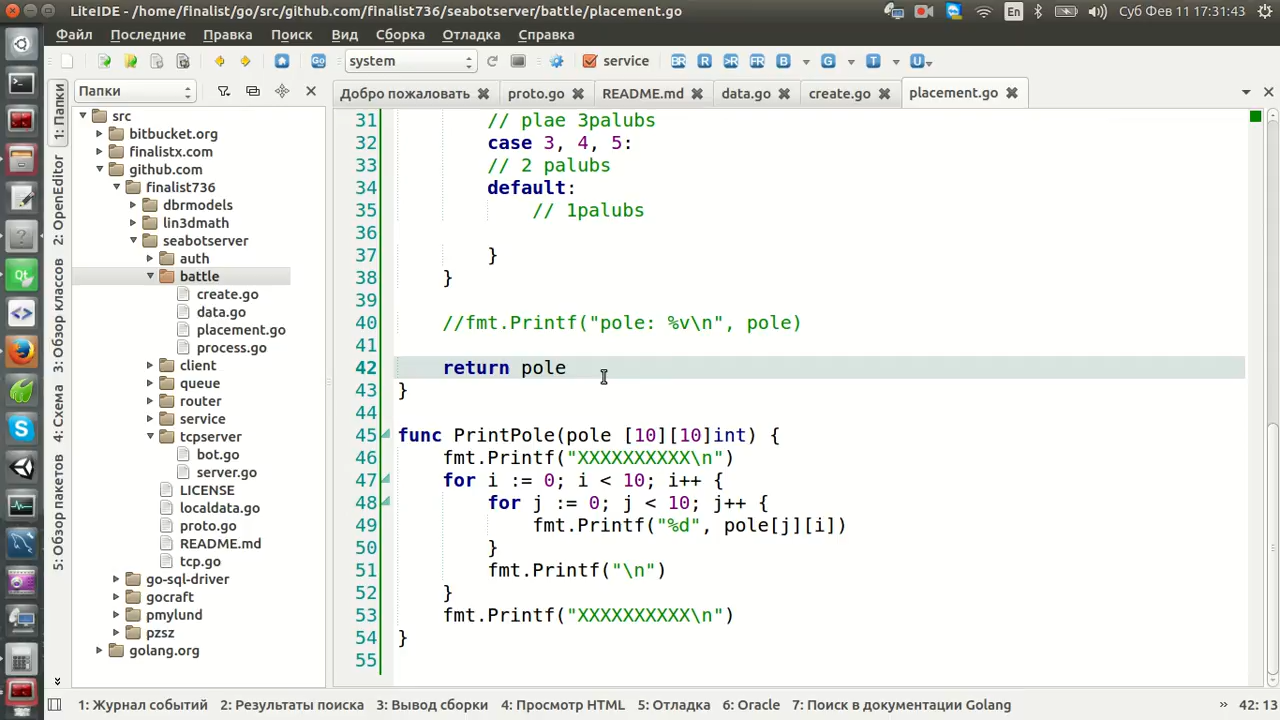 LiteIDE - /home/finalist/go/src/github.com/finalist736/seabotserver/battle/placement.go
En
Суб Фев 11 17:31:43
Файл Последние Правка Поиск Вид Сборка Отладка Справка
Go system service BR R >R FR B G T U
Папки
Добро пожаловать proto.go README.md data.go create.go placement.go
1: Папки
2: OpenEditor
3: Обзор классов
4: Схема
5: Обзор пакетов
src
bitbucket.org
finalistx.com
github.com
finalist736
dbrmodels
lin3dmath
seabotserver
auth
battle
create.go
data.go
placement.go
process.go
client
queue
router
service
tcpserver
bot.go
server.go
LICENSE
localdata.go
proto.go
README.md
tcp.go
go-sql-driver
gocraft
pmylund
pzsz
golang.org
31 // plae 3palubs
32 case 3, 4, 5:
33 // 2 palubs
34 default:
35 // 1palubs
36
37 }
38 }
39
40 //fmt.Printf("pole: %v\n", pole)
41
42 return pole
43 }
44
45 func PrintPole(pole [10][10]int) {
46 fmt.Printf("XXXXXXXXXX\n")
47 for i := 0; i < 10; i++ {
48 for j := 0; j < 10; j++ {
49 fmt.Printf("%d", pole[j][i])
50 }
51 fmt.Printf("\n")
52 }
53 fmt.Printf("XXXXXXXXXX\n")
54 }
55
1: Журнал событий 2: Результаты поиска 3: Вывод сборки 4: Просмотр HTML 5: Отладка 6: Oracle 7: Поиск в документации Golang » 42: 13